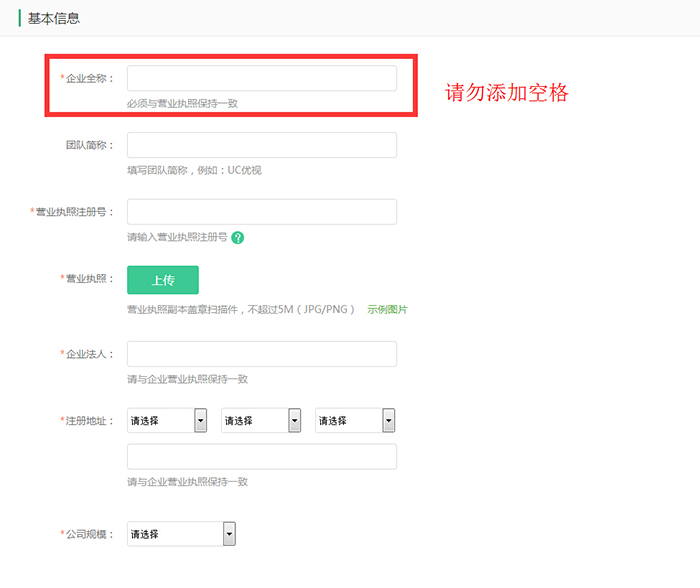 基本信息
*企业全称：
必须与营业执照保持一致
请勿添加空格
团队简称：
填写团队简称，例如：UC优视
*营业执照注册号：
请输入营业执照注册号 ?
*营业执照： 上传
营业执照副本盖章扫描件，不超过5M（JPG/PNG） 示例图片
*企业法人：
请与企业营业执照保持一致
*注册地址： 请选择 请选择 请选择
请与企业营业执照保持一致
*公司规模： 请选择